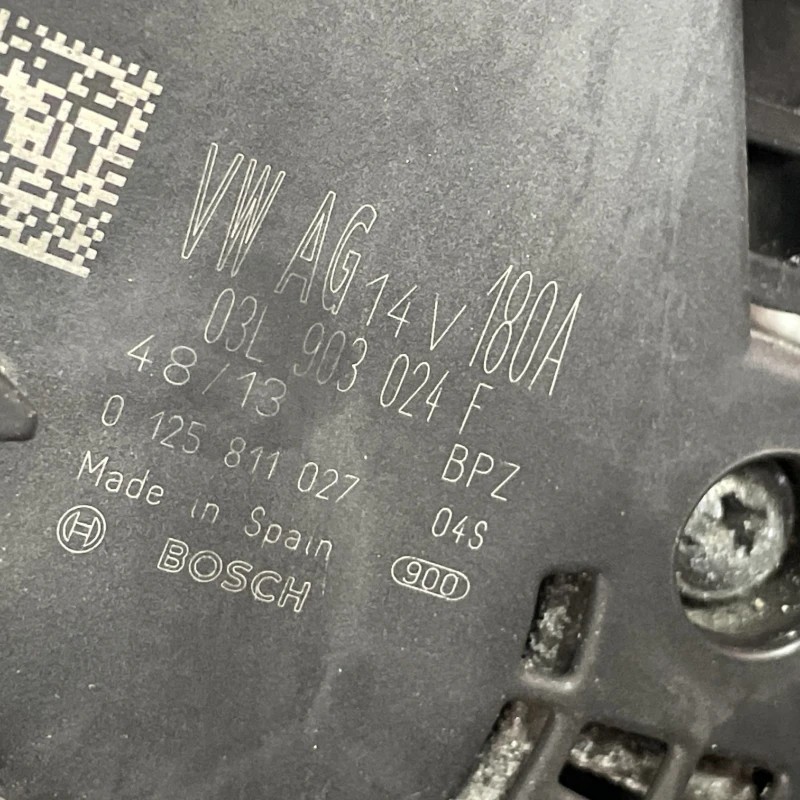 VW AG 14V 180A
03L 903 024 F
48/13
0 125 811 027 BPZ
Made in Spain 04S
BOSCH 900